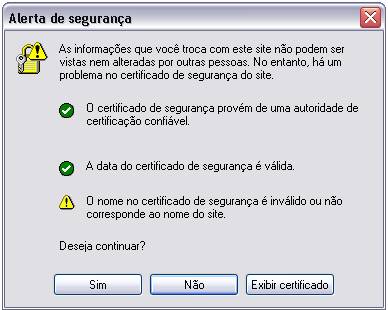 Alerta de segurança
As informações que você troca com este site não podem ser
vistas nem alteradas por outras pessoas. No entanto, há um
problema no certificado de segurança do site.
O certificado de segurança provém de uma autoridade de
certificação confiável.
A data do certificado de segurança é válida.
O nome no certificado de segurança é inválido ou não
corresponde ao nome do site.
Deseja continuar?
Sim
Não
Exibir certificado